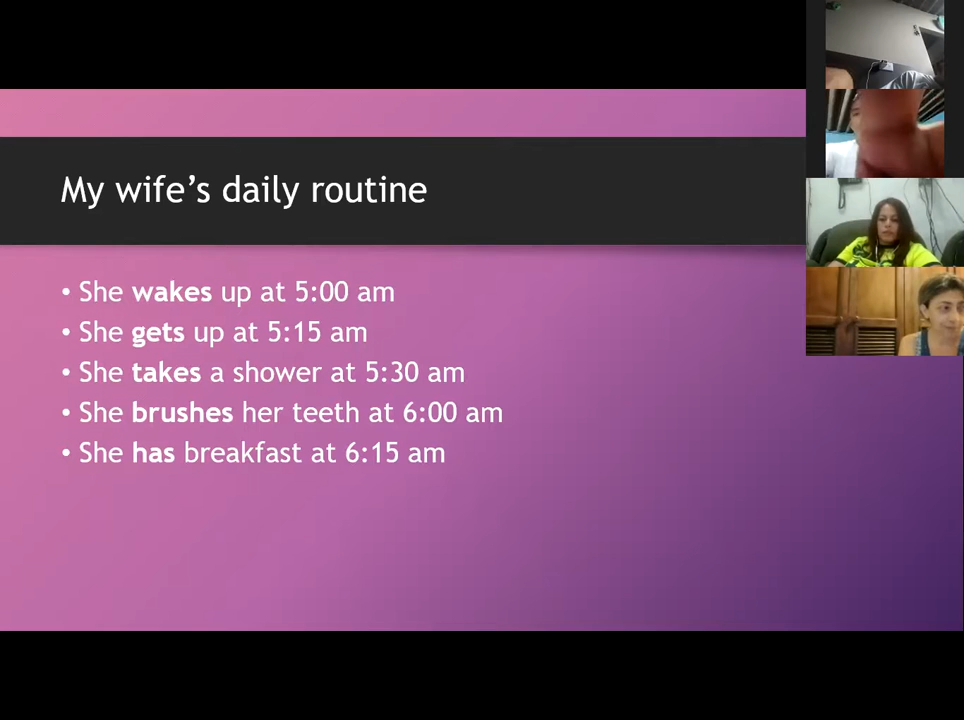 My wife's daily routine
• She wakes up at 5:00 am
• She gets up at 5:15 am
• She takes a shower at 5:30 am
• She brushes her teeth at 6:00 am
• She has breakfast at 6:15 am